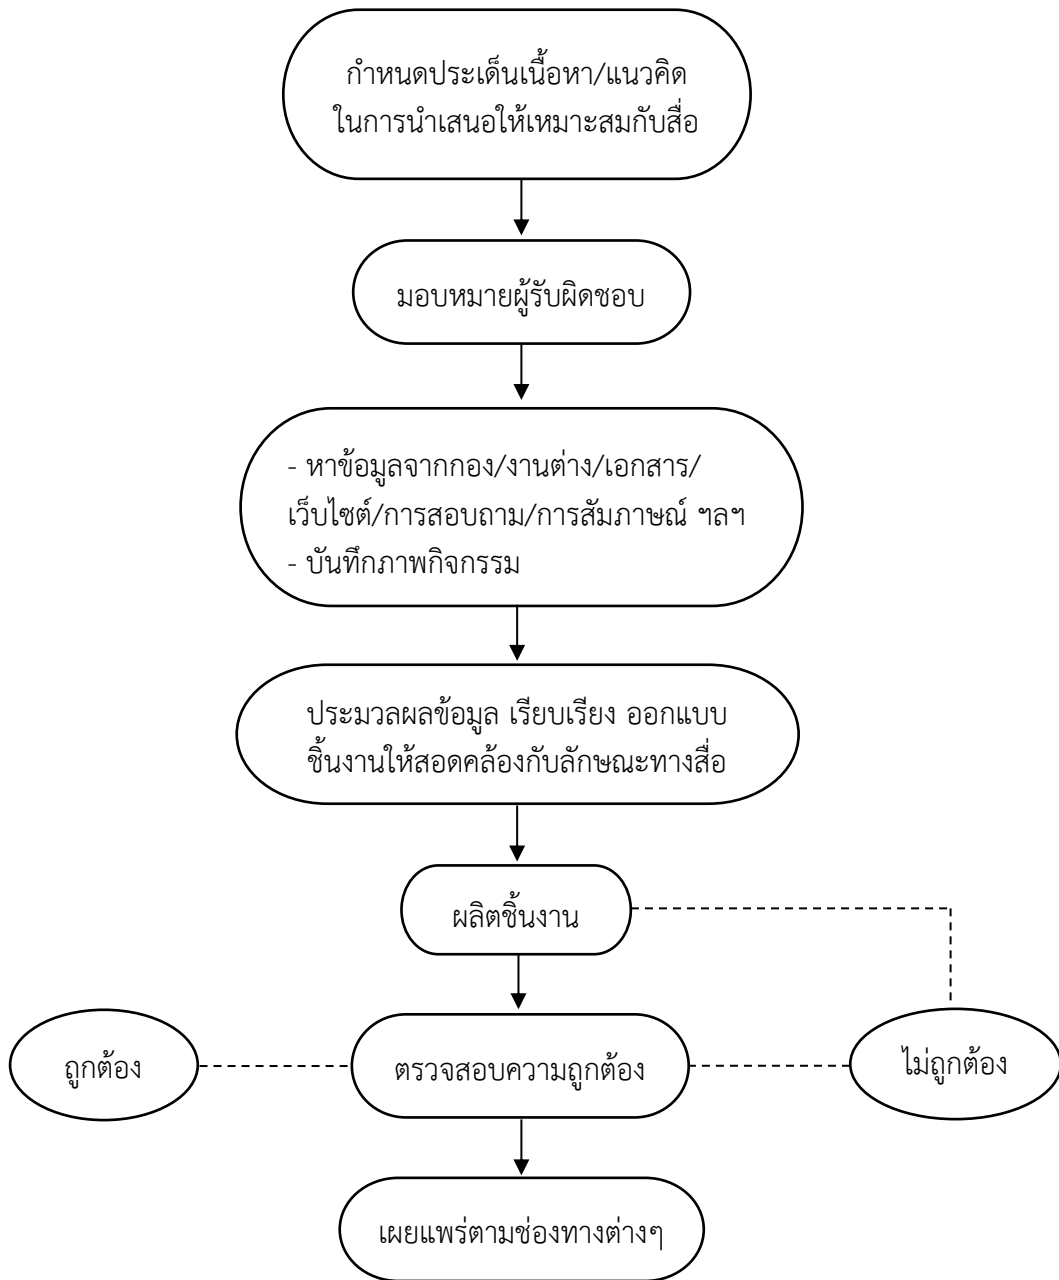 กำหนดประเด็นเนื้อหา/แนวคิด
ในการนำเสนอให้เหมาะสมกับสื่อ
มอบหมายผู้รับผิดชอบ
- หาข้อมูลจากกอง/งานต่าง/เอกสาร/
เว็บไซต์/การสอบถาม/การสัมภาษณ์ ฯลฯ
- บันทึกภาพกิจกรรม
ประมวลผลข้อมูล เรียบเรียง ออกแบบ
ชิ้นงานให้สอดคล้องกับลักษณะทางสื่อ
ผลิตชิ้นงาน
ถูกต้อง
ตรวจสอบความถูกต้อง
ไม่ถูกต้อง
เผยแพร่ตามช่องทางต่างๆ